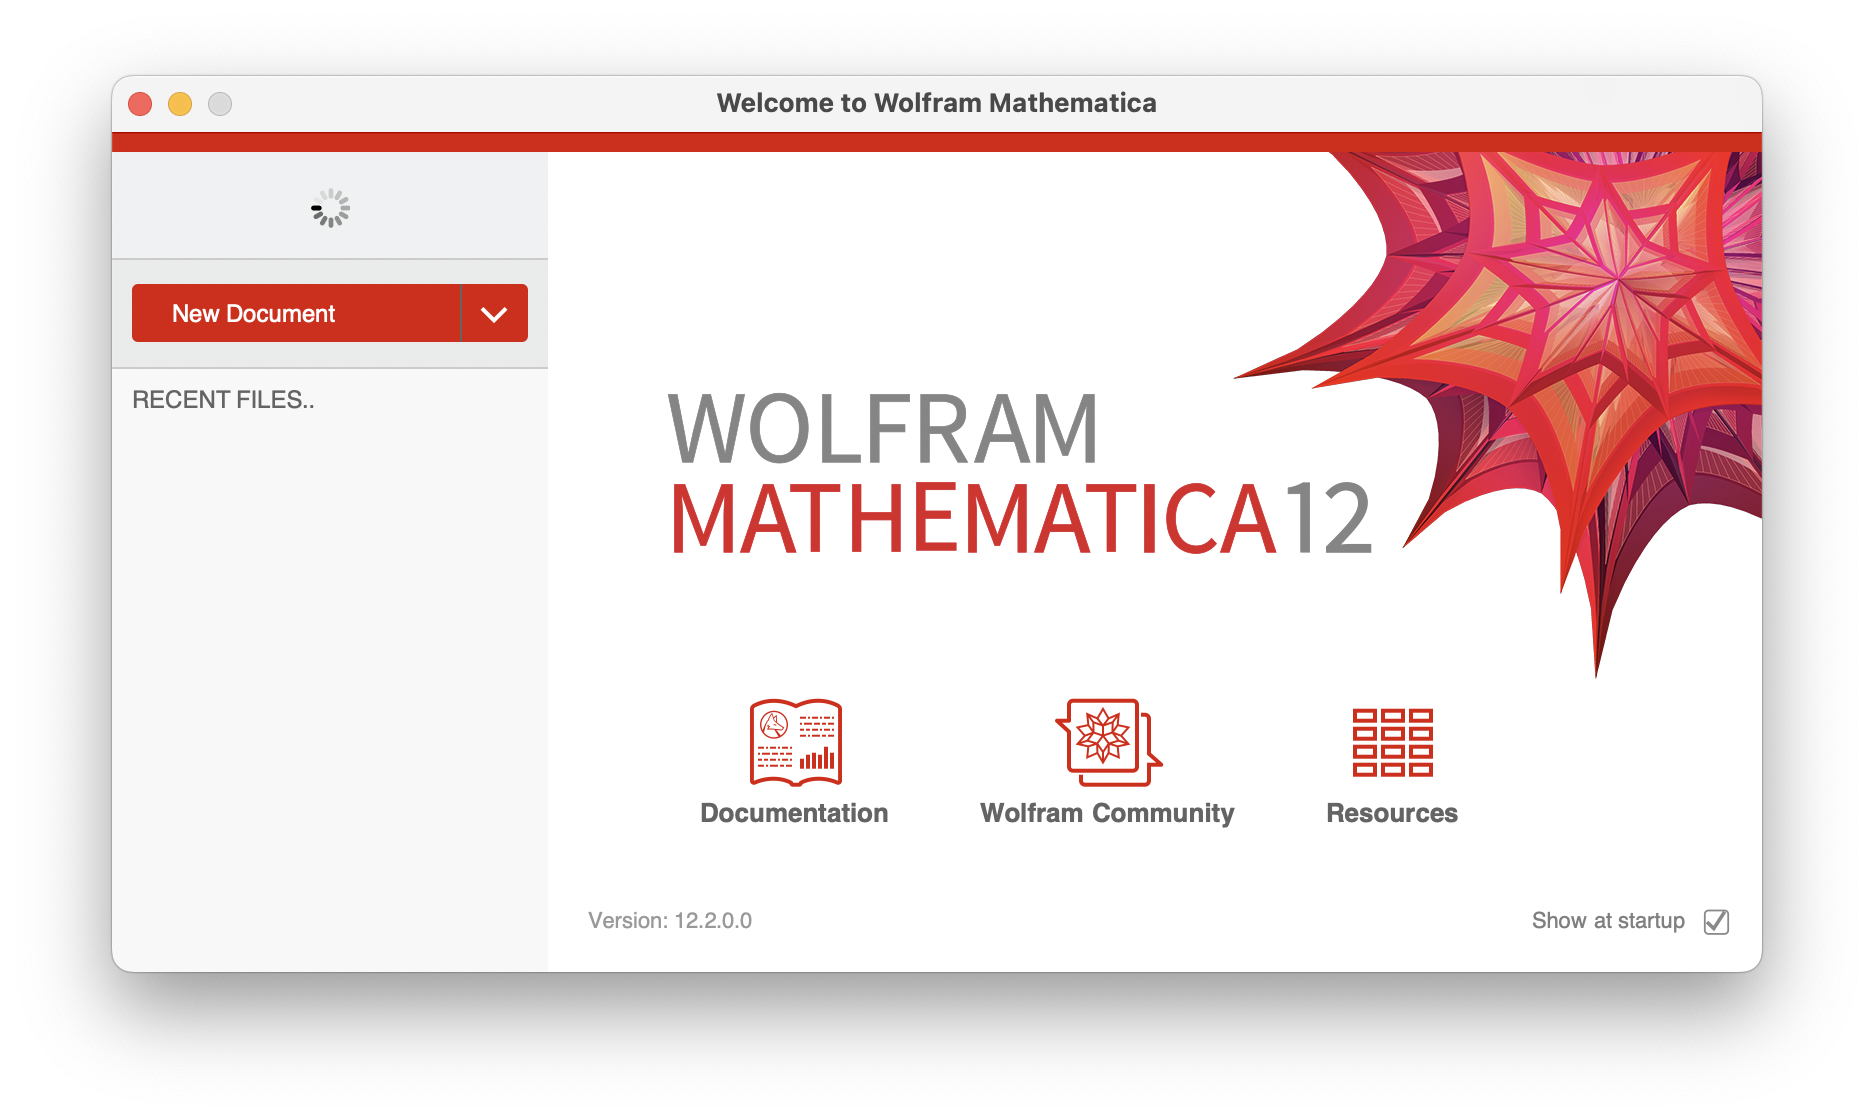 Welcome to Wolfram Mathematica
New Document
RECENT FILES..
WOLFRAM
MATHEMATICA 12
Documentation
Wolfram Community
Resources
Version: 12.2.0.0
Show at startup